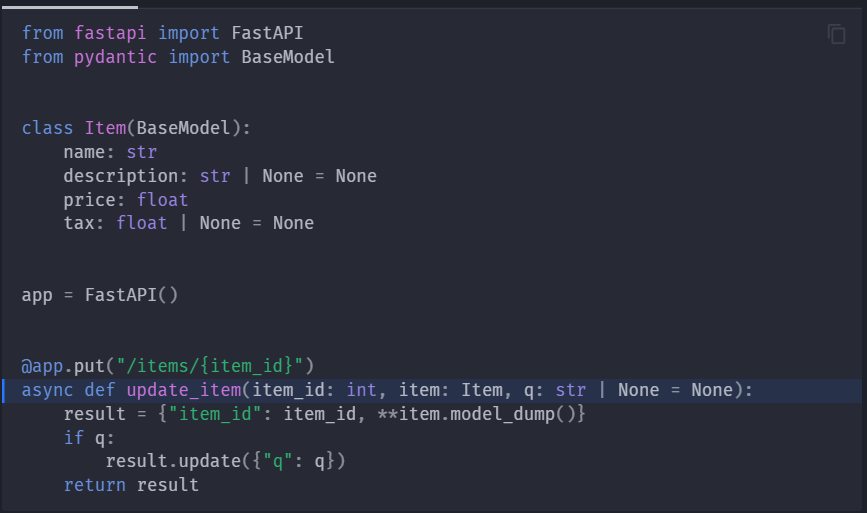 from fastapi import FastAPI
from pydantic import BaseModel


class Item(BaseModel):
    name: str
    description: str | None = None
    price: float
    tax: float | None = None


app = FastAPI()


@app.put("/items/{item_id}")
async def update_item(item_id: int, item: Item, q: str | None = None):
    result = {"item_id": item_id, **item.model_dump()}
    if q:
        result.update({"q": q})
    return result